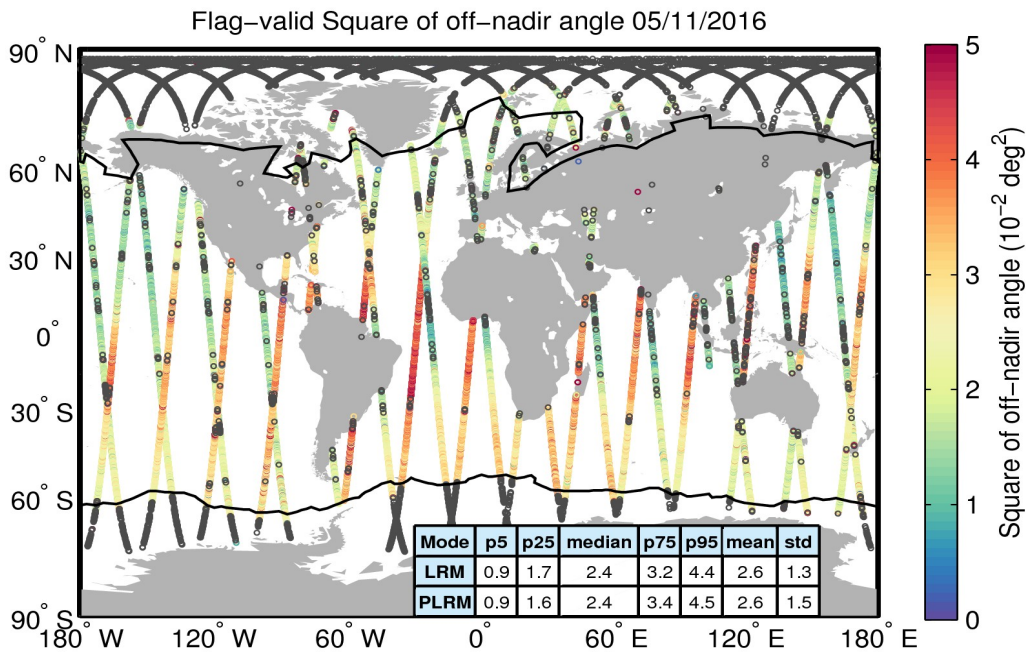 Flag−valid Square of off−nadir angle 05/11/2016
90° N
60° N
30° N
0°
30° S
60° S
90° S
180° W
120° W
60° W
0°
60° E
120° E
180° E
Mode p5 p25 median p75 p95 mean std
LRM 0.9 1.7 2.4 3.2 4.4 2.6 1.3
PLRM 0.9 1.6 2.4 3.4 4.5 2.6 1.5
5
4
3
2
1
0
Square of off−nadir angle (10⁻² deg²)